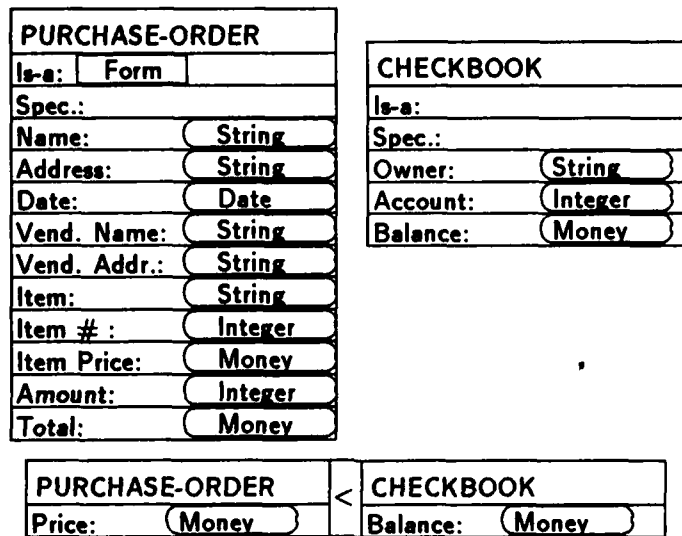 PURCHASE-ORDER
Is-a: Form
Spec.:
Name: String
Address: String
Date: Date
Vend. Name: String
Vend. Addr.: String
Item: String
Item # : Integer
Item Price: Money
Amount: Integer
Total: Money
CHECKBOOK
Is-a:
Spec.:
Owner: String
Account: Integer
Balance: Money
PURCHASE-ORDER < CHECKBOOK
Price: Money Balance: Money